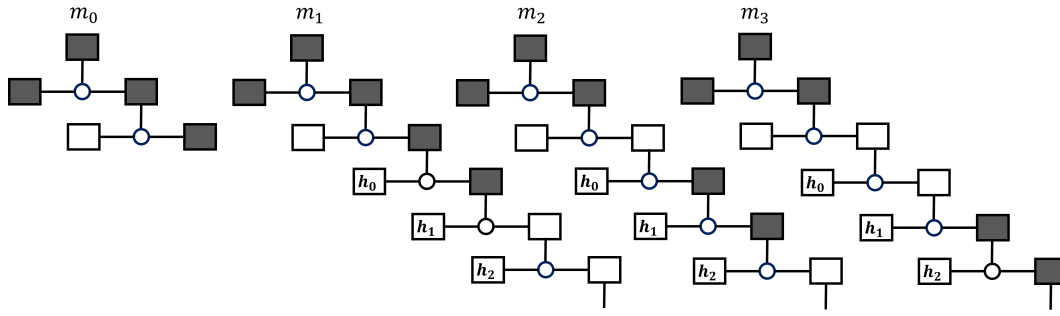 m₀ m₁ m₂ m₃
h₀ h₀ h₀
h₁ h₁ h₁
h₂ h₂ h₂